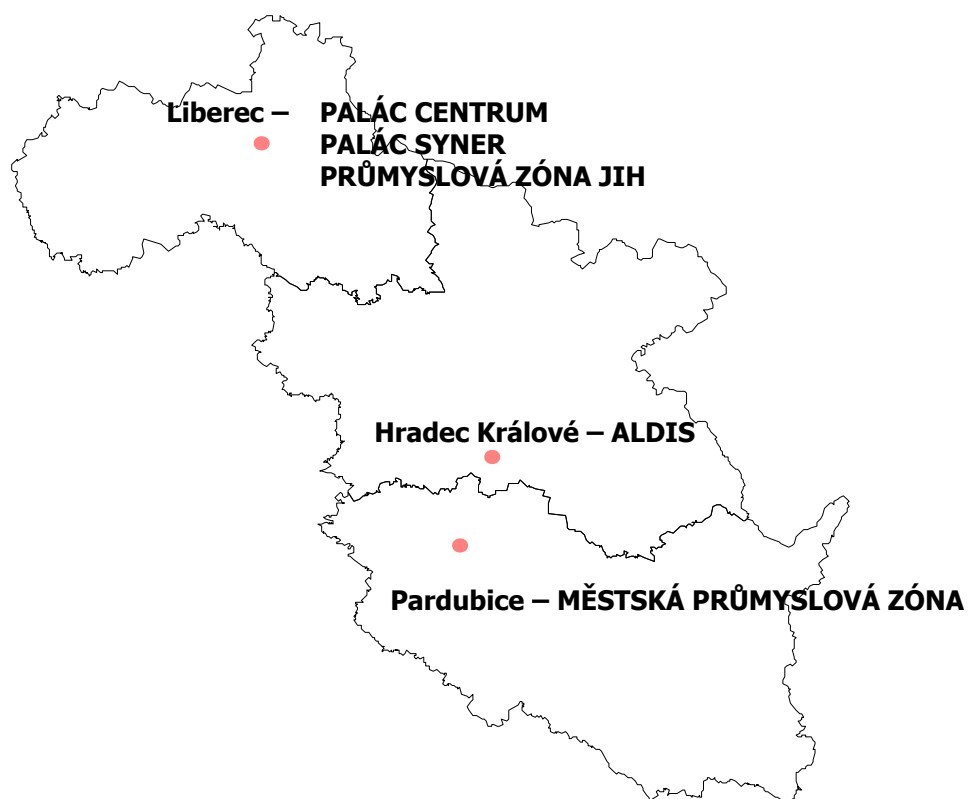 Liberec – PALÁC CENTRUM
PALÁC SYNER
PRŮMYSLOVÁ ZÓNA JIH
Hradec Králové – ALDIS
Pardubice – MĚSTSKÁ PRŮMYSLOVÁ ZÓNA